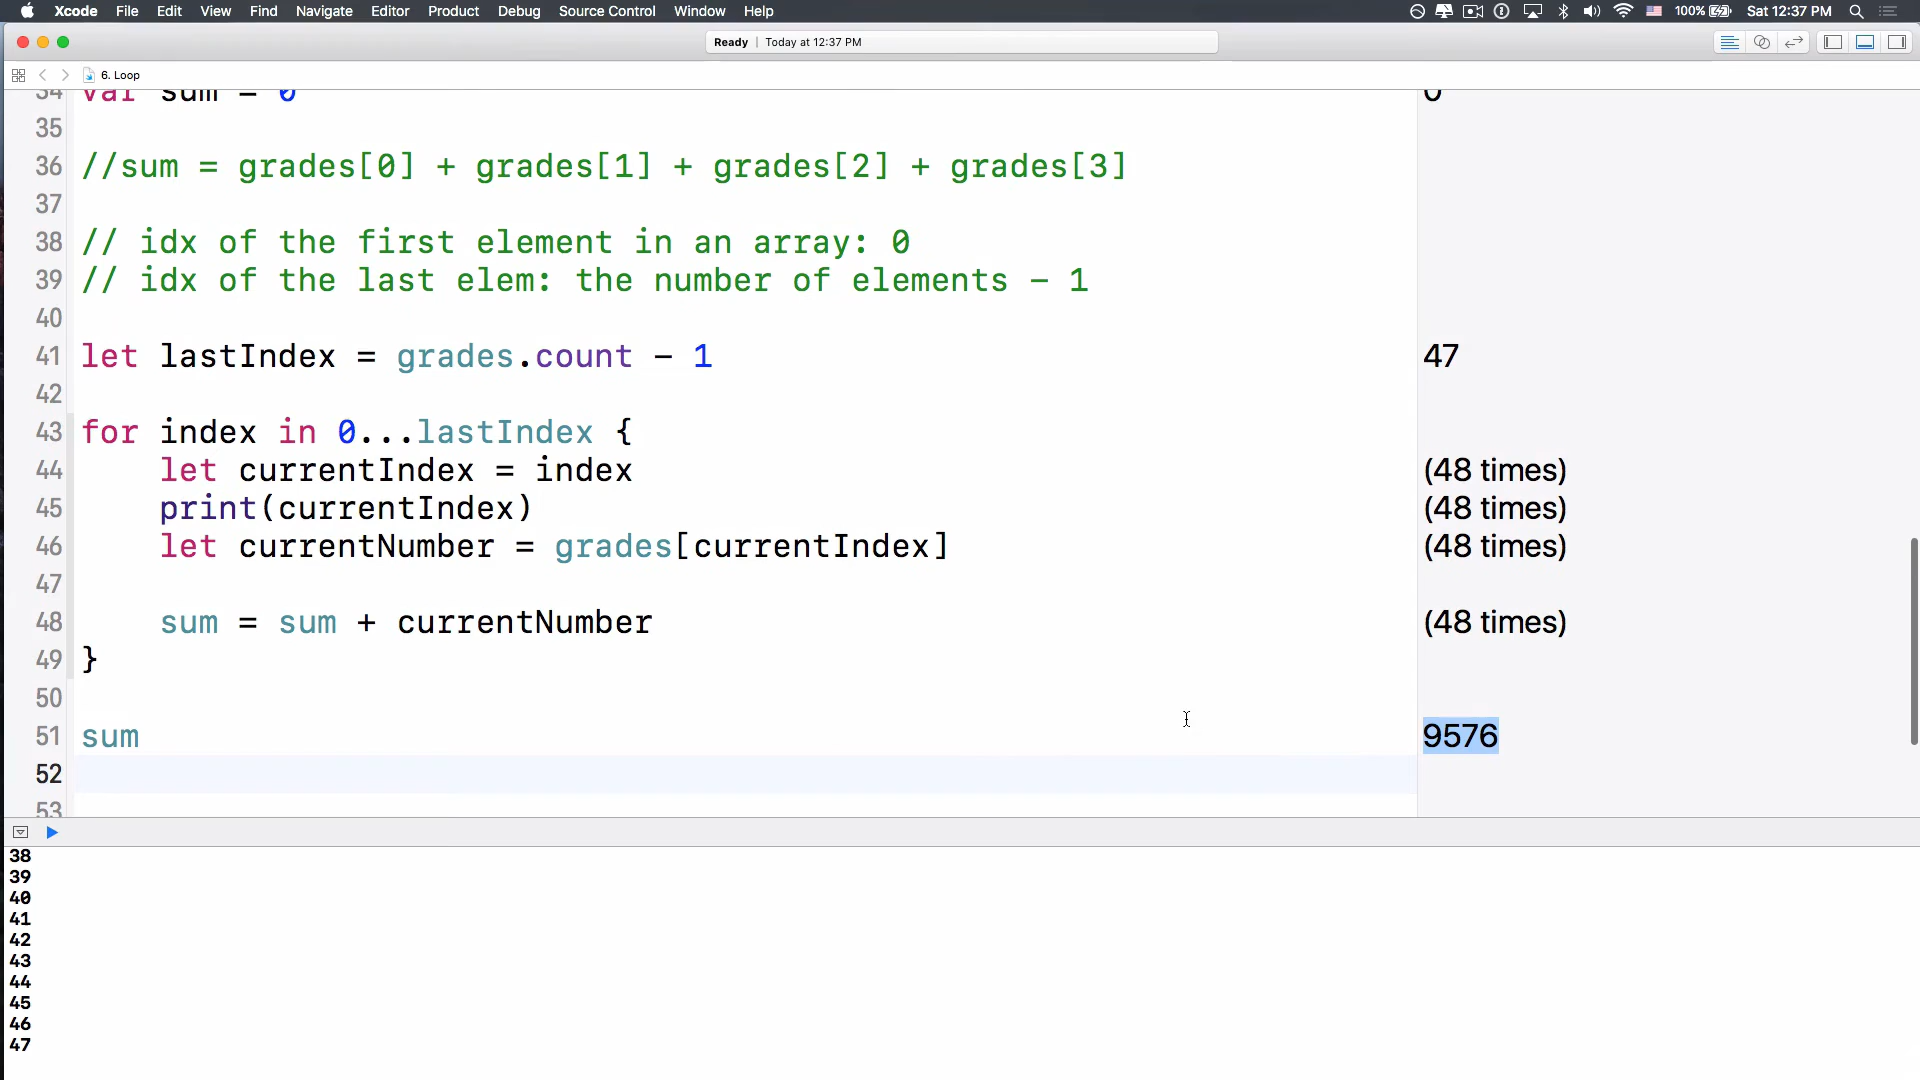 Xcode File Edit View Find Navigate Editor Product Debug Source Control Window Help 100% Sat 12:37 PM
Ready | Today at 12:37 PM
6. Loop
34 var sum = 0 0
35
36 //sum = grades[0] + grades[1] + grades[2] + grades[3]
37
38 // idx of the first element in an array: 0
39 // idx of the last elem: the number of elements - 1
40
41 let lastIndex = grades.count - 1 47
42
43 for index in 0...lastIndex {
44 let currentIndex = index (48 times)
45 print(currentIndex) (48 times)
46 let currentNumber = grades[currentIndex] (48 times)
47
48 sum = sum + currentNumber (48 times)
49 }
50
51 sum 9576
52
53
38
39
40
41
42
43
44
45
46
47